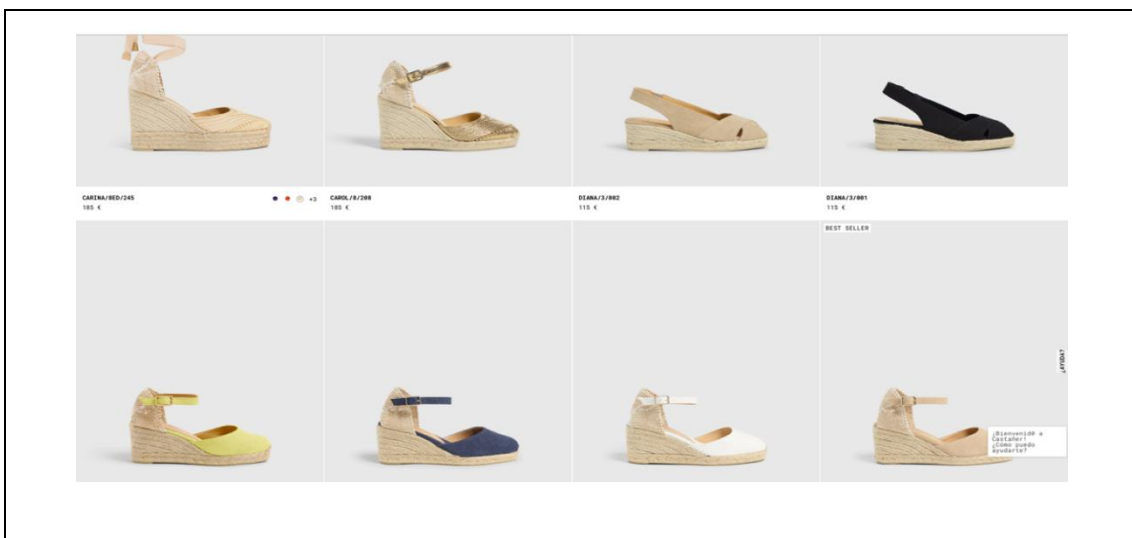 CARINA/8ED/245
+3
CAROL/8/208
DIANA/3/002
DIANA/3/001
185 €
185 €
115 €
115 €
BEST SELLER
¿AYUDA?
¡Bienvenid@ a
Castañer!
¿Cómo puedo
ayudarte?